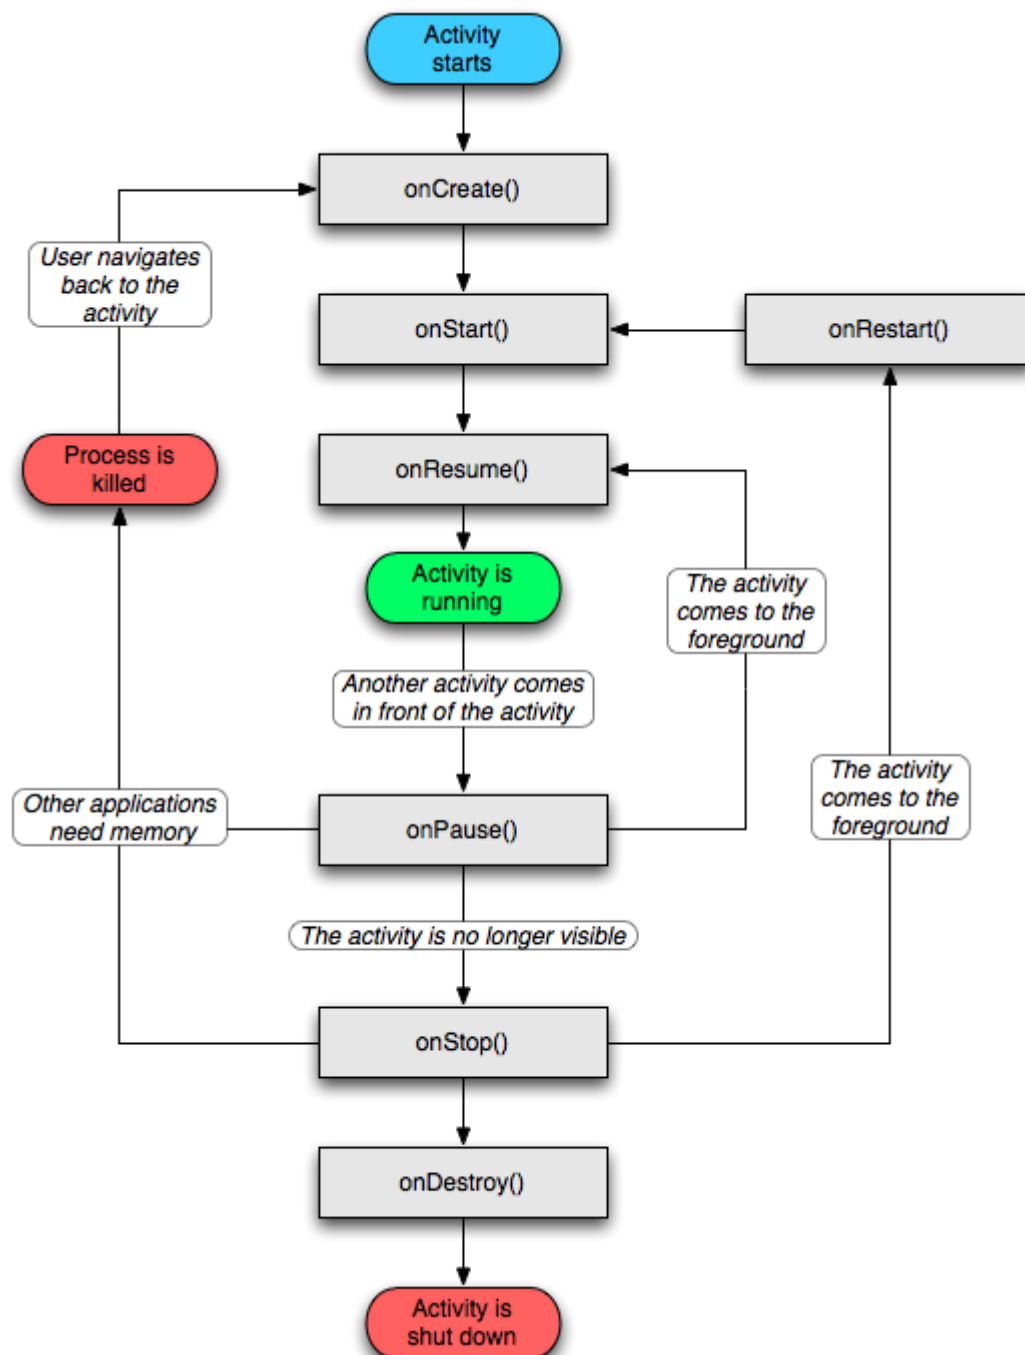 Activity
starts
onCreate()
User navigates
back to the
activity
onStart()
onRestart()
Process is
killed
onResume()
Activity is
running
The activity
comes to the
foreground
Another activity comes
in front of the activity
The activity
comes to the
foreground
Other applications
need memory
onPause()
The activity is no longer visible
onStop()
onDestroy()
Activity is
shut down